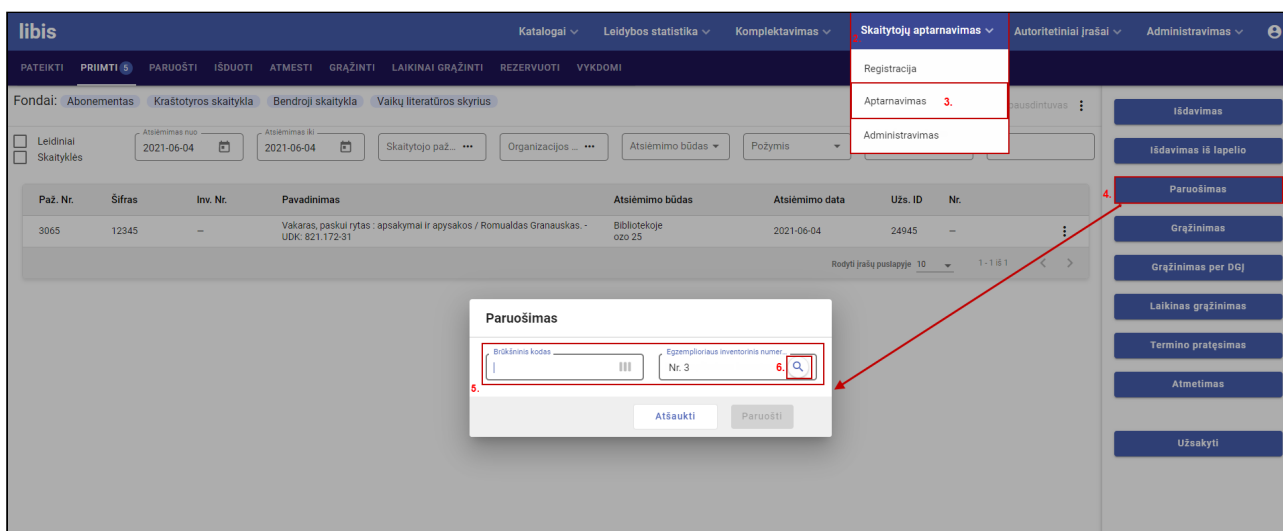 libis
Katalogai Leidybos statistika Komplektavimas 2. Skaitytojų aptarnavimas Autoritetiniai įrašai Administravimas
PATEIKTI PRIIMTI 5 PARUOŠTI IŠDUOTI ATMESTI GRĄŽINTI LAIKINAI GRĄŽINTI REZERVUOTI VYKDOMI
Registracija
Aptarnavimas 3.
Administravimas
Fondai: Abonementas Kraštotyros skaitykla Bendroji skaitykla Vaikų literatūros skyrius
pausdintuvas
Leidiniai
Skaityklės
Atsiėmimas nuo
2021-06-04
Atsiėmimas iki
2021-06-04
Skaitytojo paž... •••
Organizacijos ... •••
Atsiėmimo būdas
Požymis
Paž. Nr. Šifras Inv. Nr. Pavadinimas Atsiėmimo būdas Atsiėmimo data Užs. ID Nr.
3065 12345 – Vakaras, paskui rytas : apsakymai ir apysakos / Romualdas Granauskas. - Bibliotekoje 2021-06-04 24945 –
UDK: 821.172-31 ozo 25
Rodyti įrašų puslapyje 10 1-1 iš 1
Išdavimas
Išdavimas iš lapelio
4. Paruošimas
Grąžinimas
Grąžinimas per DGĮ
Laikinas grąžinimas
Termino pratęsimas
Atmetimas
Užsakyti
Paruošimas
5.
Brūkšninis kodas
Egzemplioriaus inventorinis numer...
Nr. 3 6.
Atšaukti Paruošti